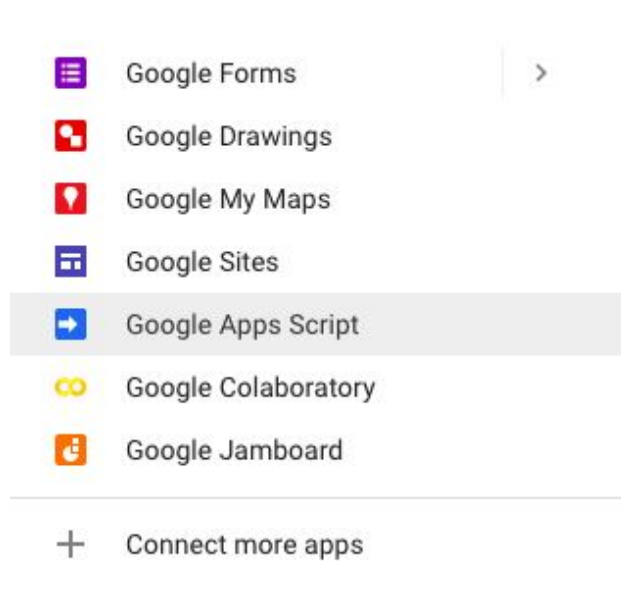 Google Forms
Google Drawings
Google My Maps
Google Sites
Google Apps Script
Google Colaboratory
Google Jamboard
Connect more apps